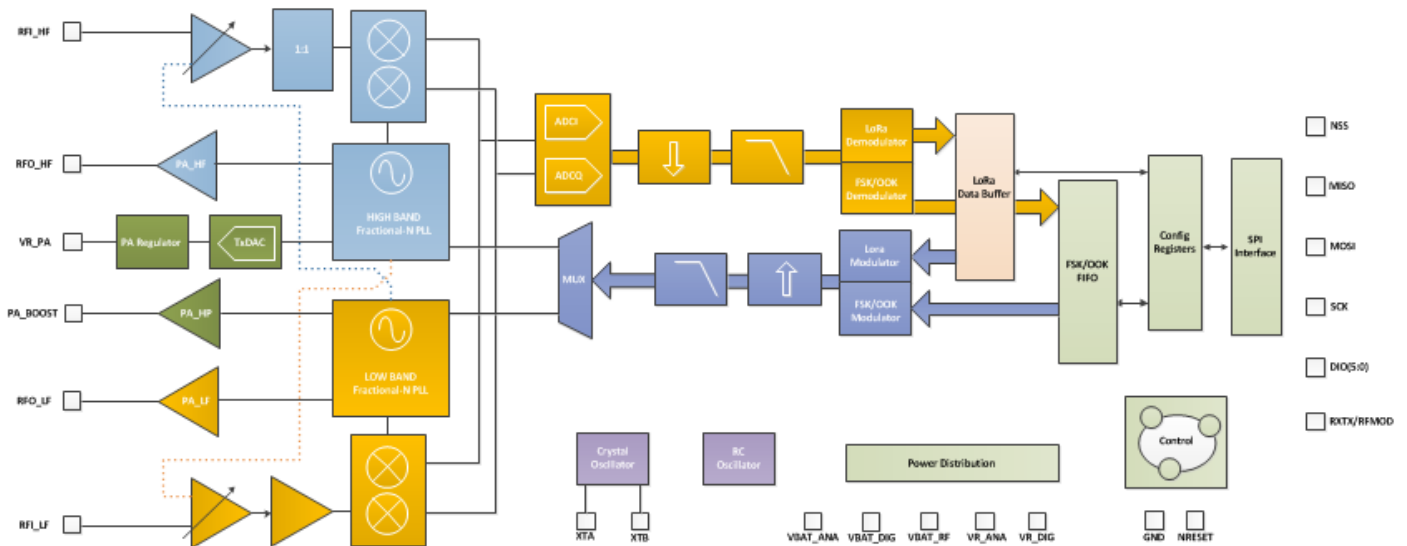 RFI_HF
1:1
ADCI
ADCQ
LoRa
Demodulator
FSK/OOK
Demodulator
LoRa
Data Buffer
NSS
RFO_HF
PA_HF
HIGH BAND
Fractional-N PLL
MISO
VR_PA
PA Regulator
TxDAC
MUX
Lora
Modulator
FSK/OOK
Modulator
FSK/OOK
FIFO
Config
Registers
SPI
Interface
MOSI
PA_BOOST
PA_HP
SCK
LOW BAND
Fractional-N PLL
DIO(5:0)
RFO_LF
PA_LF
RXTX/RFMOD
Crystal
Oscillator
RC
Oscillator
Power Distribution
Control
RFI_LF
XTA
XTB
VBAT_ANA
VBAT_DIG
VBAT_RF
VR_ANA
VR_DIG
GND
NRESET